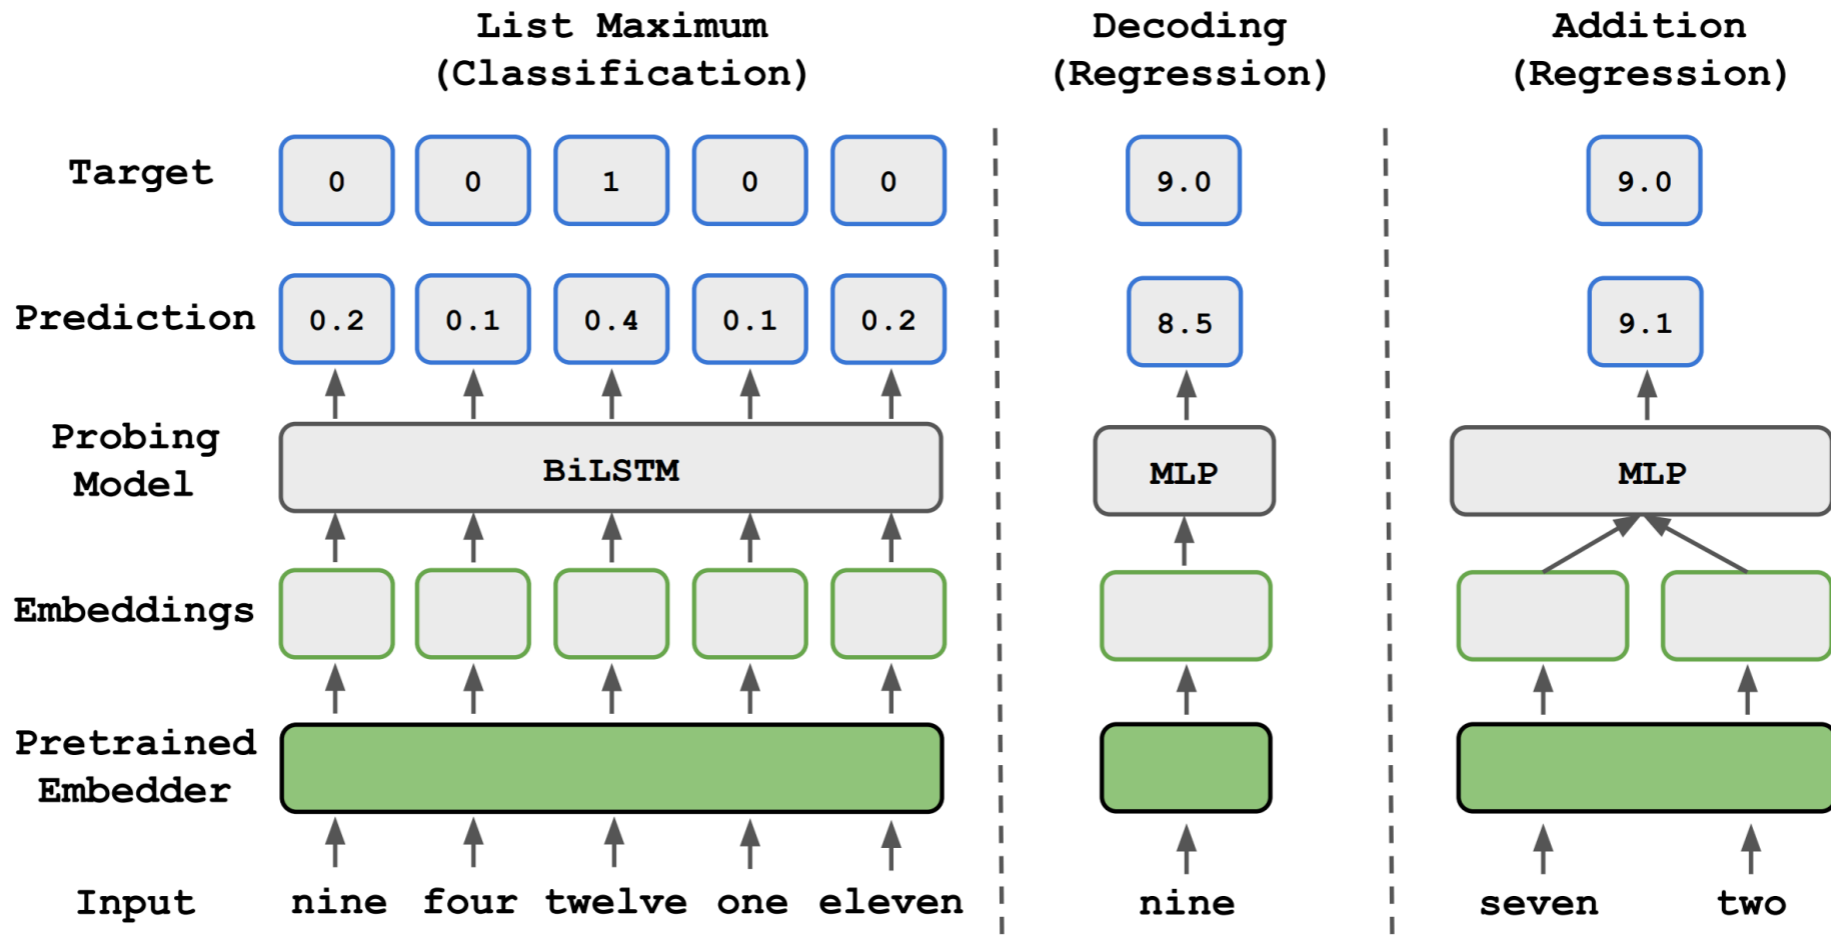 List Maximum
(Classification)
Decoding
(Regression)
Addition
(Regression)
Target
0 0 1 0 0
9.0
9.0
Prediction
0.2 0.1 0.4 0.1 0.2
8.5
9.1
Probing
Model
BiLSTM
MLP
MLP
Embeddings
Pretrained
Embedder
Input
nine four twelve one eleven
nine
seven two